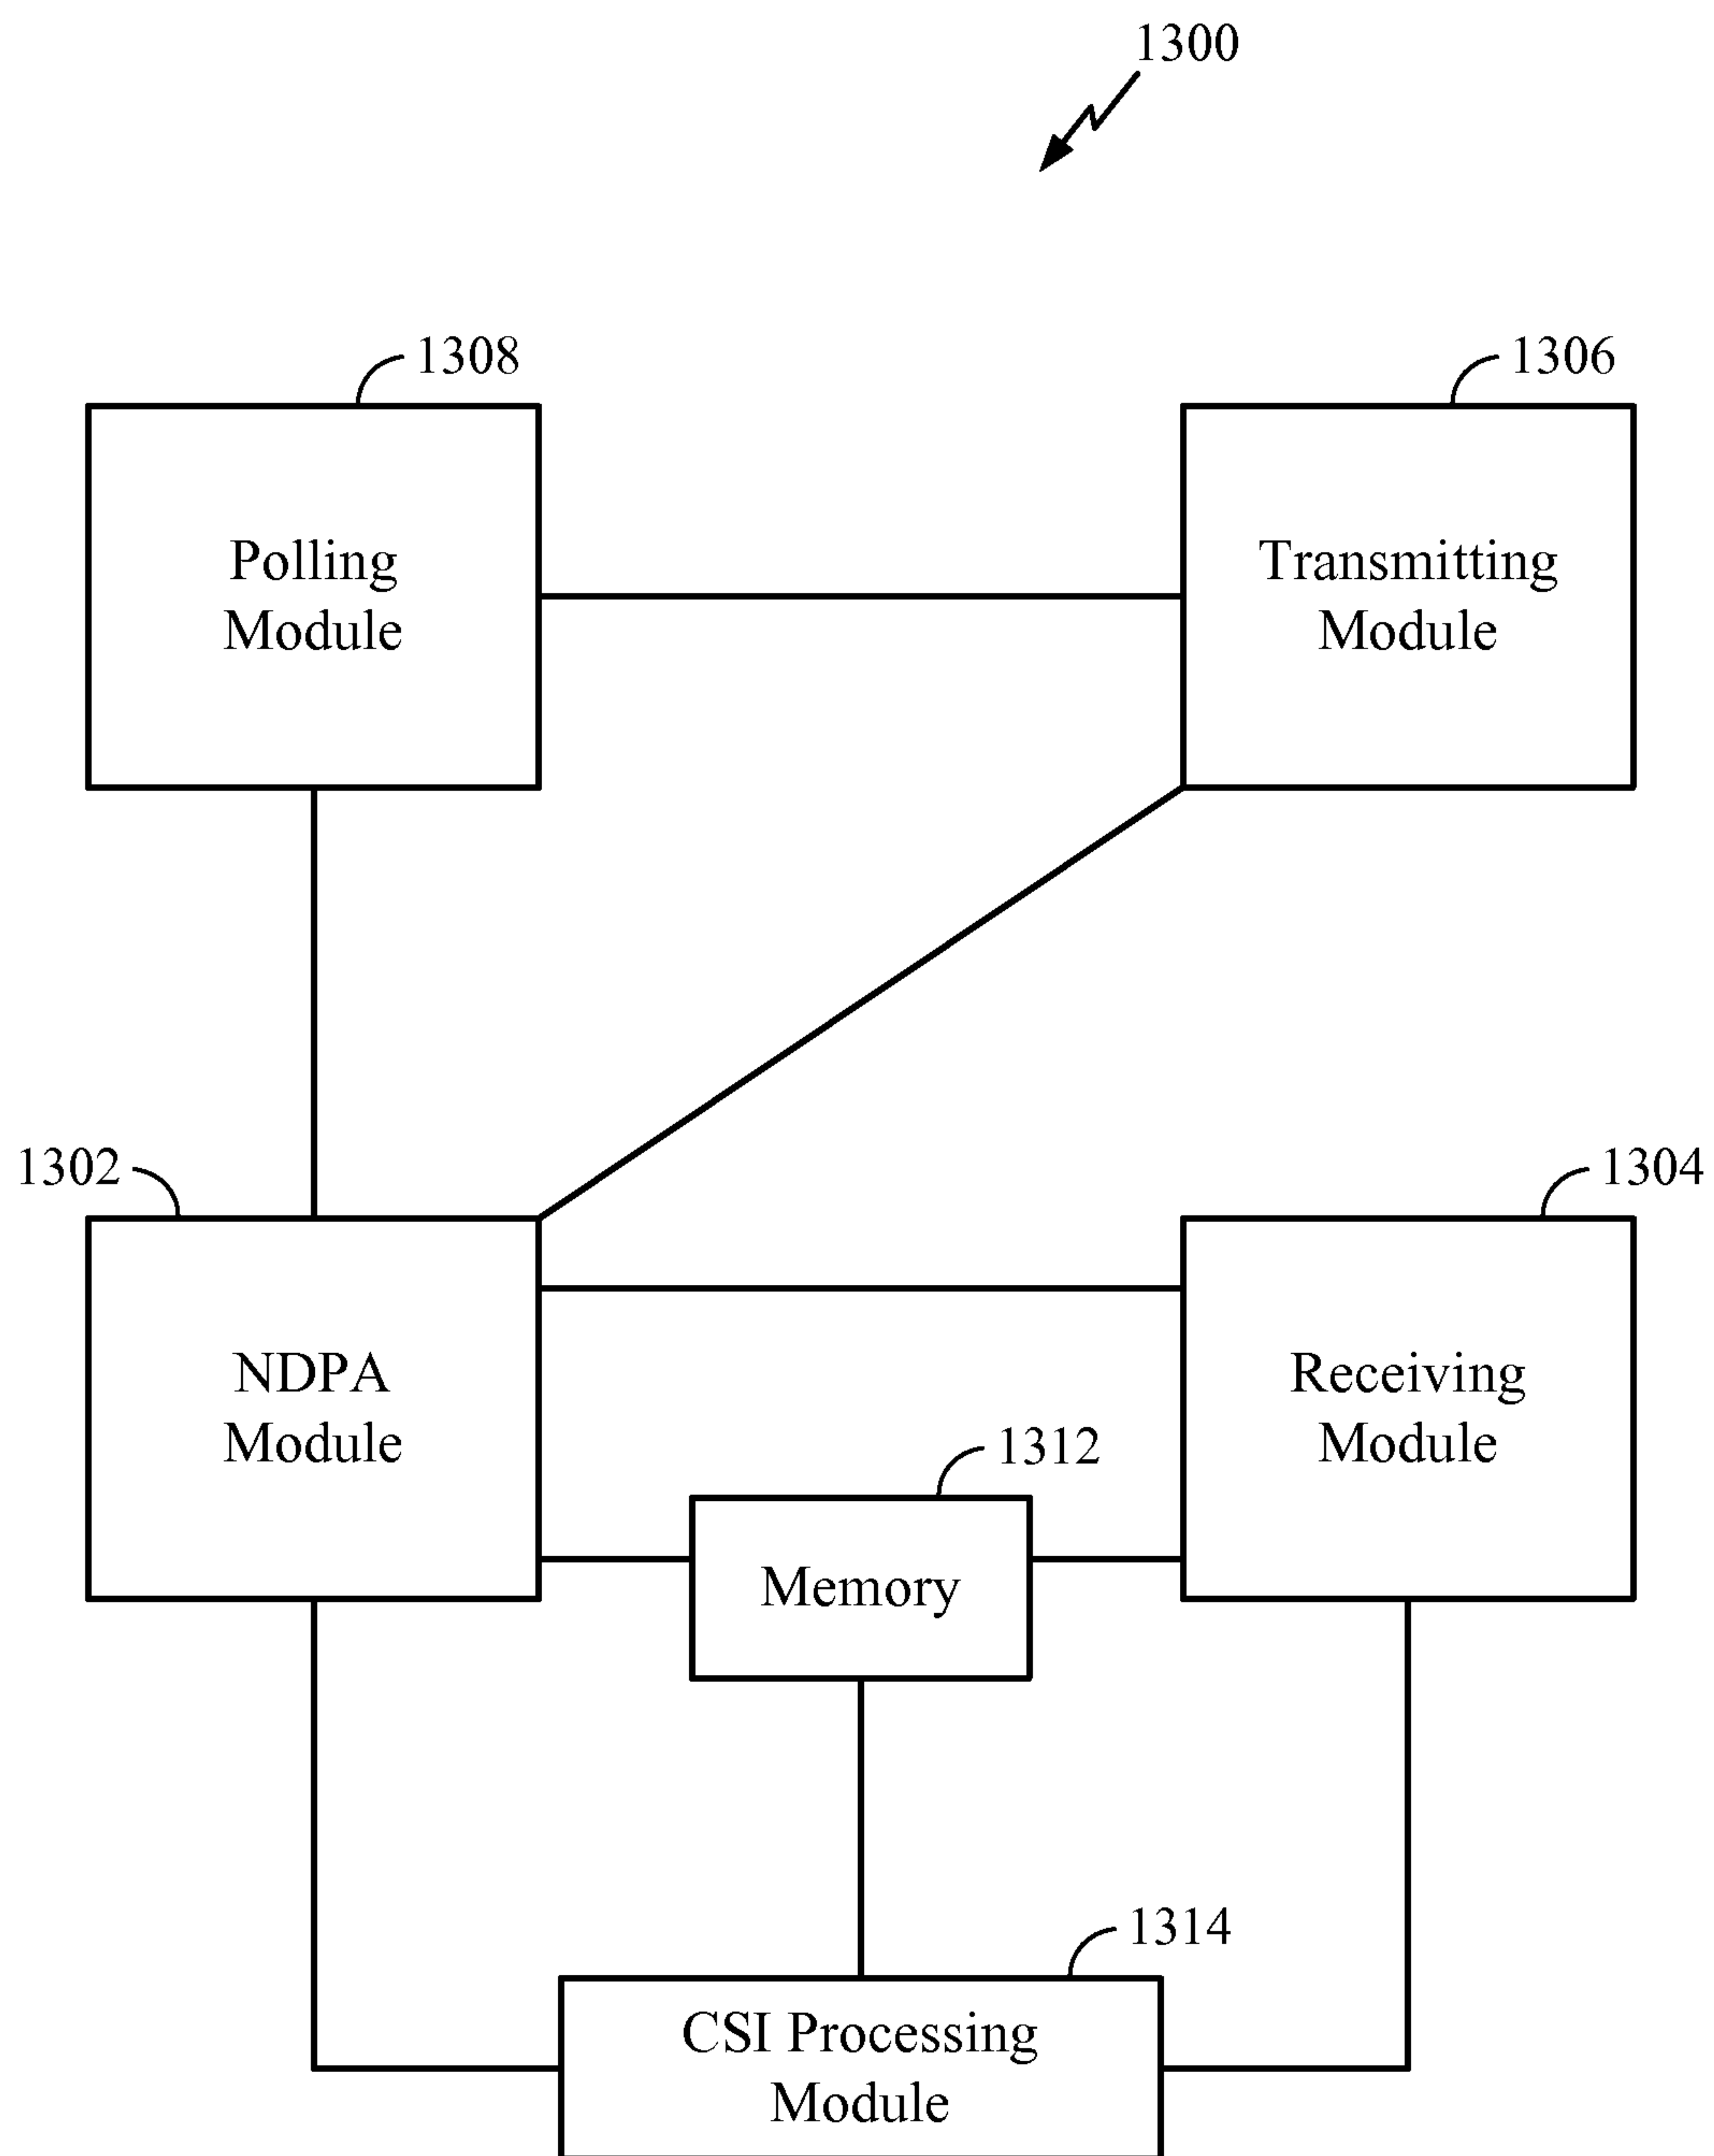 1300
1308
1306
Polling
Module
Transmitting
Module
1302
1304
NDPA
Module
Receiving
Module
1312
Memory
1314
CSI Processing
Module